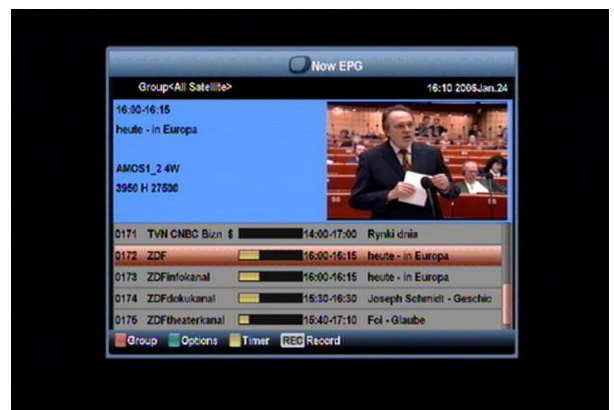 Now EPG
Group<All Satellite>
16:10 2006.Jan.24
16:00-16:15
heute - in Europa
AMOS1_2 4W
3950 H 27500
0171 TVN CNBC Bizn $ 14:00-17:00 Rynki dnia
0172 ZDF 16:00-16:15 heute - in Europa
0173 ZDFinfokanal 16:00-16:15 heute - in Europa
0174 ZDFdokukanal 15:30-16:30 Joseph Schmidt - Geschic
0175 ZDFtheaterkanal 15:40-17:10 Foi - Glaube
Group Options Timer REC Record